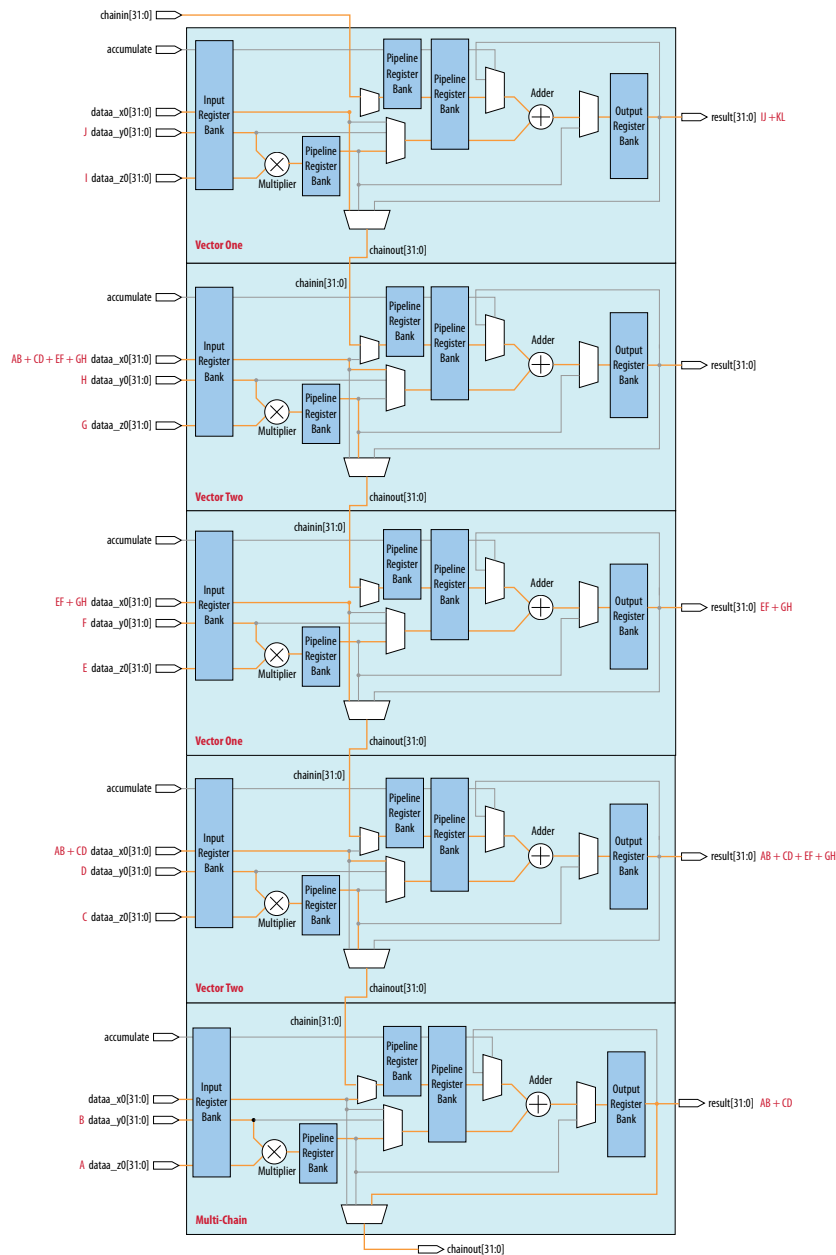 chainin[31:0]
accumulate
Input
Register
Bank
Pipeline
Register
Bank
Pipeline
Register
Bank
Adder
Output
Register
Bank
dataa_x0[31:0]
J dataa_y0[31:0]
I dataa_z0[31:0]
Multiplier
Pipeline
Register
Bank
result[31:0] IJ + KL
Vector One
chainout[31:0]
chainin[31:0]
accumulate
Input
Register
Bank
Pipeline
Register
Bank
Pipeline
Register
Bank
Adder
Output
Register
Bank
AB + CD + EF + GH dataa_x0[31:0]
H dataa_y0[31:0]
G dataa_z0[31:0]
Multiplier
Pipeline
Register
Bank
result[31:0]
Vector Two
chainout[31:0]
chainin[31:0]
accumulate
Input
Register
Bank
Pipeline
Register
Bank
Pipeline
Register
Bank
Adder
Output
Register
Bank
EF + GH dataa_x0[31:0]
F dataa_y0[31:0]
E dataa_z0[31:0]
Multiplier
Pipeline
Register
Bank
result[31:0] EF + GH
Vector One
chainout[31:0]
chainin[31:0]
accumulate
Input
Register
Bank
Pipeline
Register
Bank
Pipeline
Register
Bank
Adder
Output
Register
Bank
AB + CD dataa_x0[31:0]
D dataa_y0[31:0]
C dataa_z0[31:0]
Multiplier
Pipeline
Register
Bank
result[31:0] AB + CD + EF + GH
Vector Two
chainout[31:0]
chainin[31:0]
accumulate
Input
Register
Bank
Pipeline
Register
Bank
Pipeline
Register
Bank
Adder
Output
Register
Bank
dataa_x0[31:0]
B dataa_y0[31:0]
A dataa_z0[31:0]
Multiplier
Pipeline
Register
Bank
result[31:0] AB + CD
Multi-Chain
chainout[31:0]